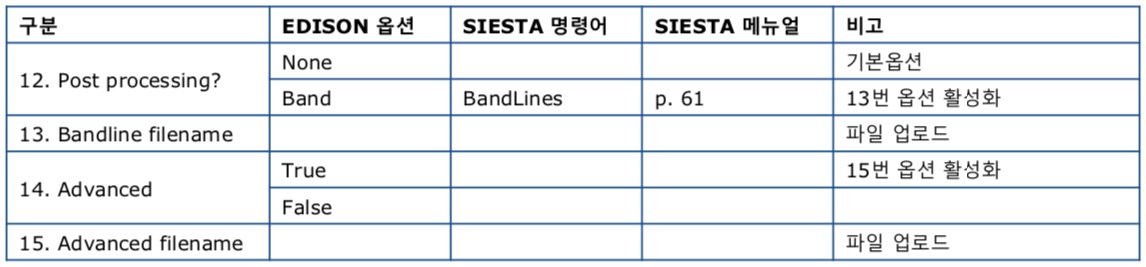 구분 EDISON 옵션 SIESTA 명령어 SIESTA 메뉴얼 비고
12. Post processing? None 기본옵션
Band BandLines p. 61 13번 옵션 활성화
13. Bandline filename 파일 업로드
14. Advanced True 15번 옵션 활성화
False
15. Advanced filename 파일 업로드